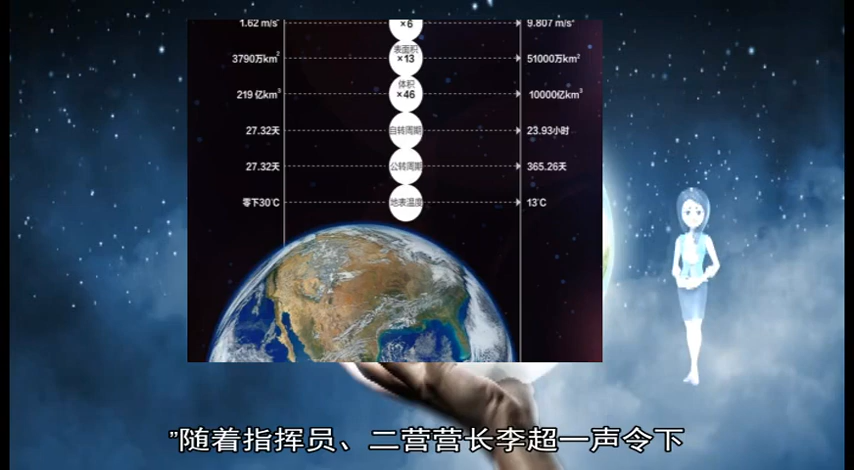 1.62 m/s² ×6 9.807 m/s²
表面积
3790万km² ×13 51000万km²
体积
219 亿km³ ×46 10000亿km³
27.32天 自转周期 23.93小时
27.32天 公转周期 365.26天
零下30℃ 地表温度 13℃
”随着指挥员、二营营长李超一声令下